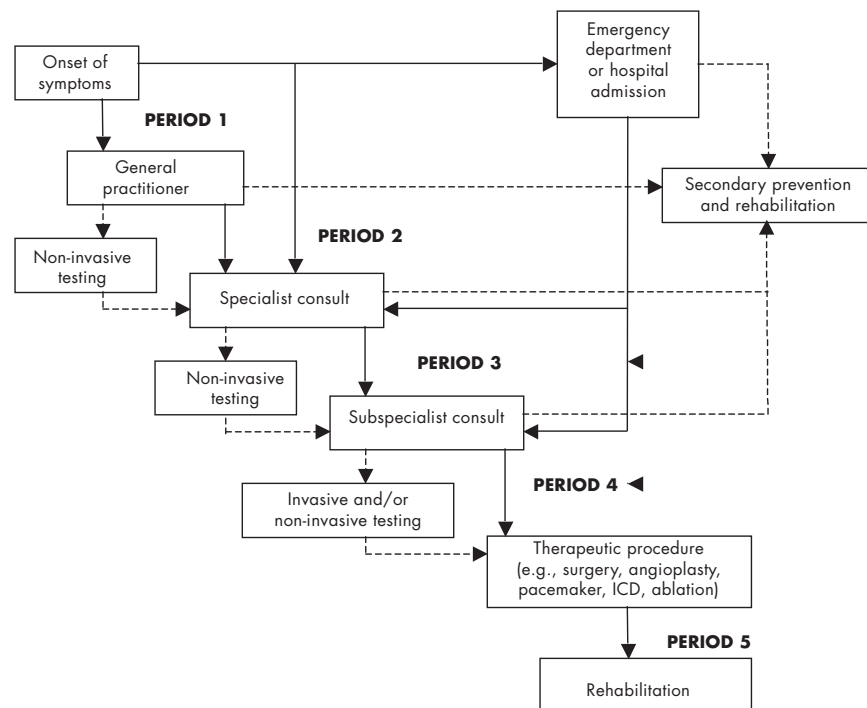 Emergency
department
or hospital
admission
Onset of
symptoms
PERIOD 1
General
practitioner
Secondary prevention
and rehabilitation
PERIOD 2
Non-invasive
testing
Specialist consult
PERIOD 3
Non-invasive
testing
Subspecialist consult
PERIOD 4
Invasive and/or
non-invasive testing
Therapeutic procedure
(e.g., surgery, angioplasty,
pacemaker, ICD, ablation)
PERIOD 5
Rehabilitation